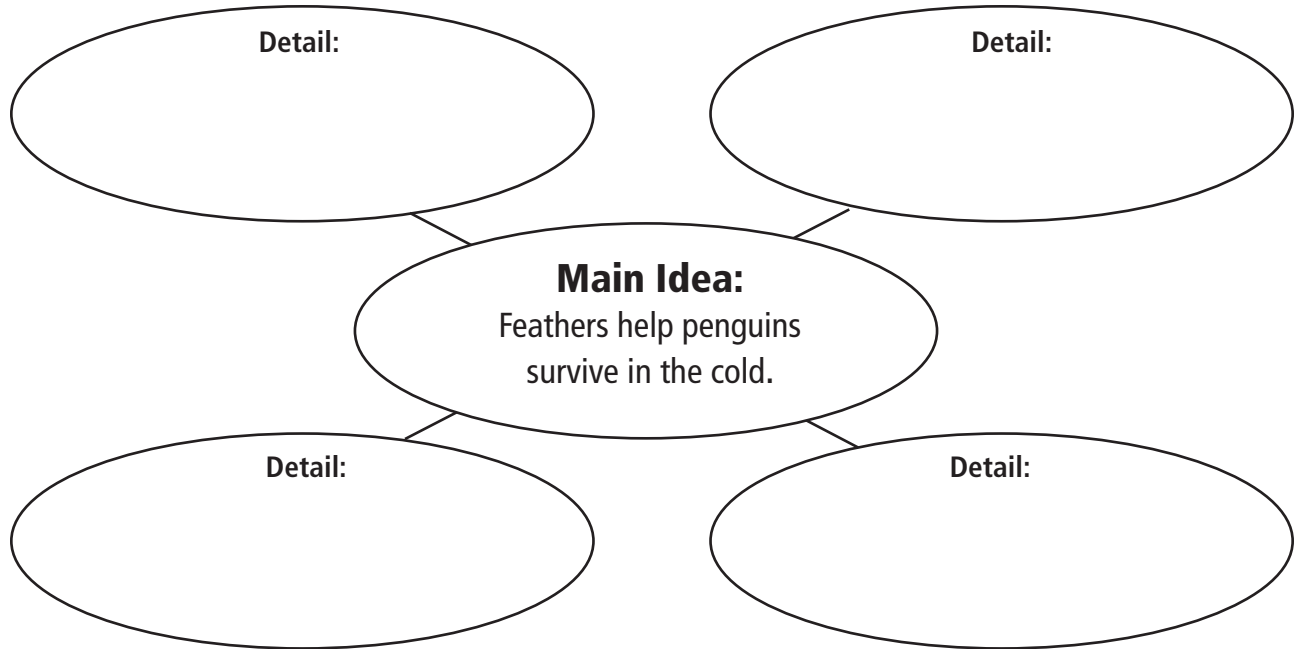 Detail:
Detail:
Main Idea:
Feathers help penguins
survive in the cold.
Detail:
Detail: